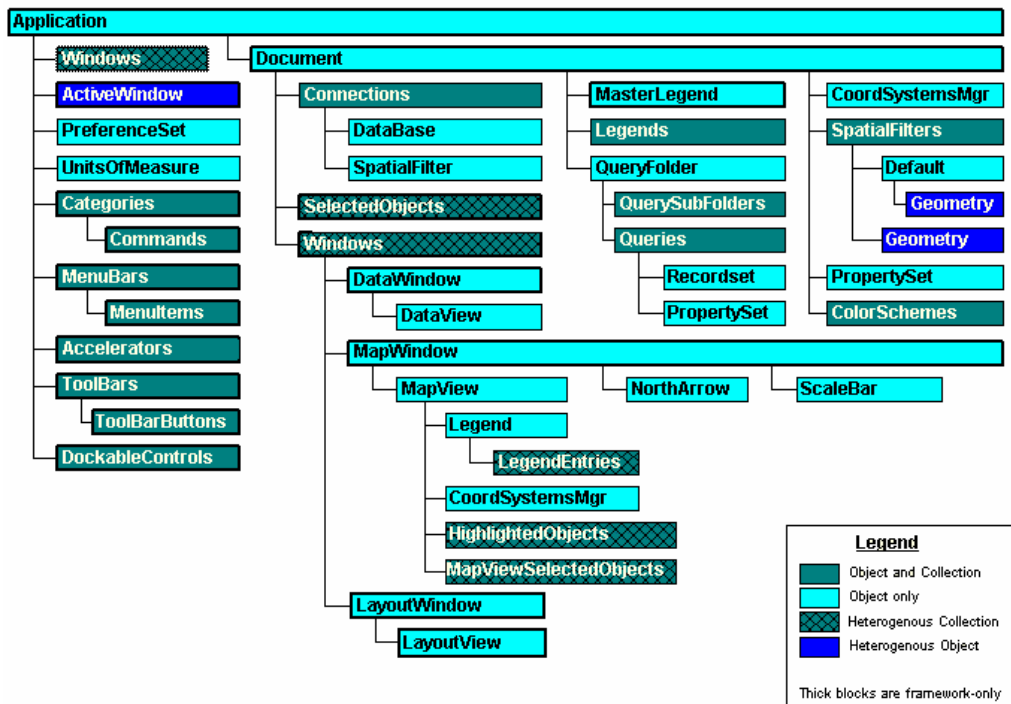 Application
Windows
ActiveWindow
PreferenceSet
UnitsOfMeasure
Categories
Commands
MenuBars
MenuItems
Accelerators
ToolBars
ToolBarButtons
DockableControls
Document
Connections
DataBase
SpatialFilter
SelectedObjects
Windows
DataWindow
DataView
MapWindow
MapView
Legend
LegendEntries
CoordSystemsMgr
HighlightedObjects
MapViewSelectedObjects
NorthArrow
ScaleBar
LayoutWindow
LayoutView
MasterLegend
Legends
QueryFolder
QuerySubFolders
Queries
Recordset
PropertySet
CoordSystemsMgr
SpatialFilters
Default
Geometry
Geometry
PropertySet
ColorSchemes
Legend
Object and Collection
Object only
Heterogenous Collection
Heterogenous Object
Thick blocks are framework-only